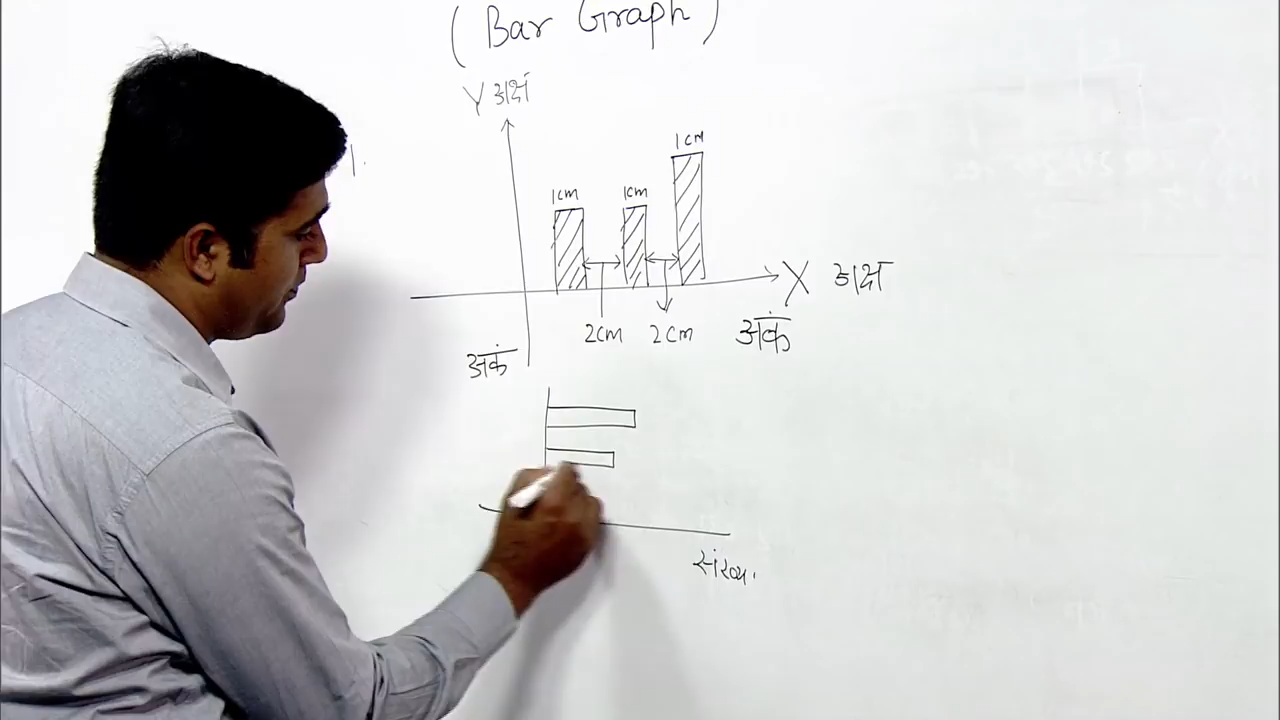 (Bar Graph)
Y अक्ष
1cm
1cm 1cm
X अक्ष
2cm 2cm अंक
अंक